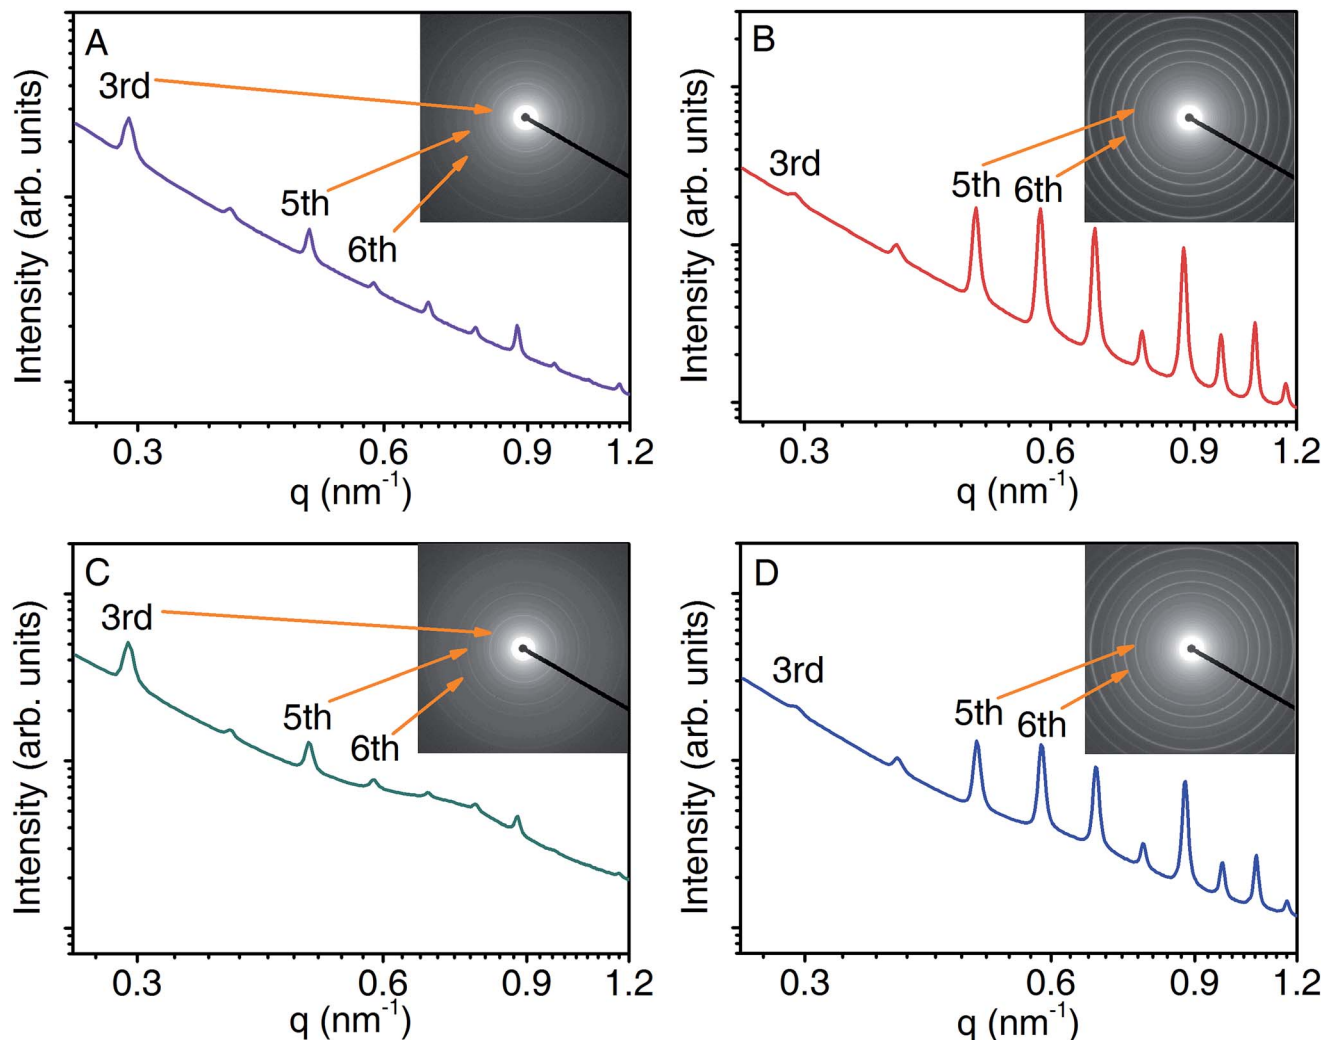 A
3rd
5th
6th
Intensity (arb. units)
0.3 0.6 0.9 1.2
q (nm⁻¹)
B
3rd
5th 6th
Intensity (arb. units)
0.3 0.6 0.9 1.2
q (nm⁻¹)
C
3rd
5th
6th
Intensity (arb. units)
0.3 0.6 0.9 1.2
q (nm⁻¹)
D
3rd
5th 6th
Intensity (arb. units)
0.3 0.6 0.9 1.2
q (nm⁻¹)